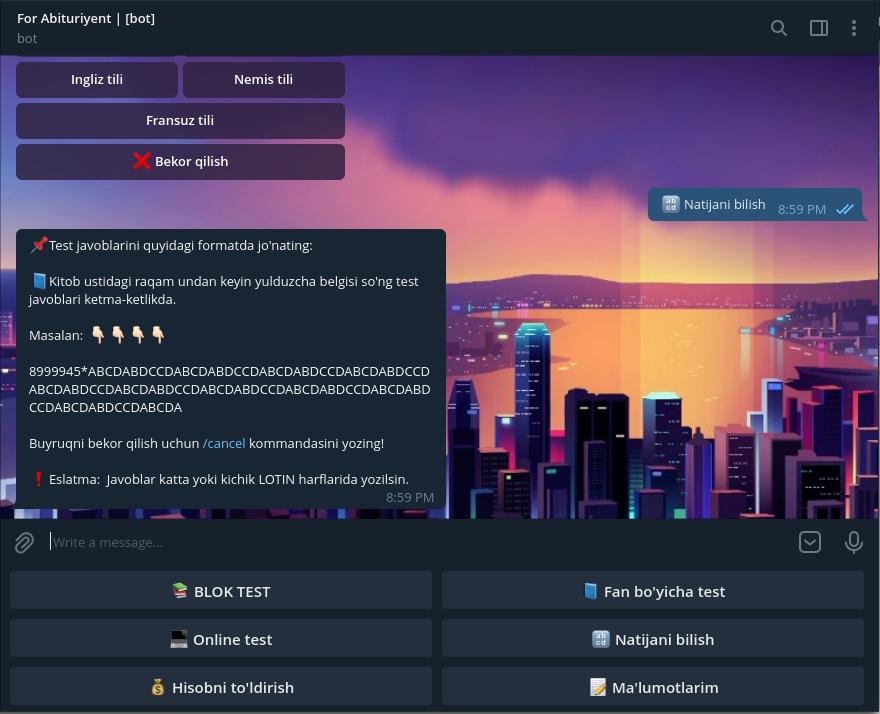 For Abituriyent | [bot]
bot
Ingliz tili
Nemis tili
Fransuz tili
❌ Bekor qilish
🔡 Natijani bilish 8:59 PM
📌Test javoblarini quyidagi formatda jo'nating:
📘Kitob ustidagi raqam undan keyin yulduzcha belgisi so'ng test
javoblari ketma-ketlikda.
Masalan: 👇🏻👇🏻👇🏻👇🏻
8999945*ABCDABDCCDABCDABDCCDABCDABDCCDABCDABDCCD
ABCDABDCCDABCDABDCCDABCDABDCCDABCDABDCCDABCDABD
CCDABCDABDCCDABCDA
Buyruqni bekor qilish uchun /cancel kommandasini yozing!
❗ Eslatma: Javoblar katta yoki kichik LOTIN harflarida yozilsin.
8:59 PM
Write a message...
📚 BLOK TEST
📘 Fan bo'yicha test
💻 Online test
🔡 Natijani bilish
💰 Hisobni to'ldirish
📝 Ma'lumotlarim